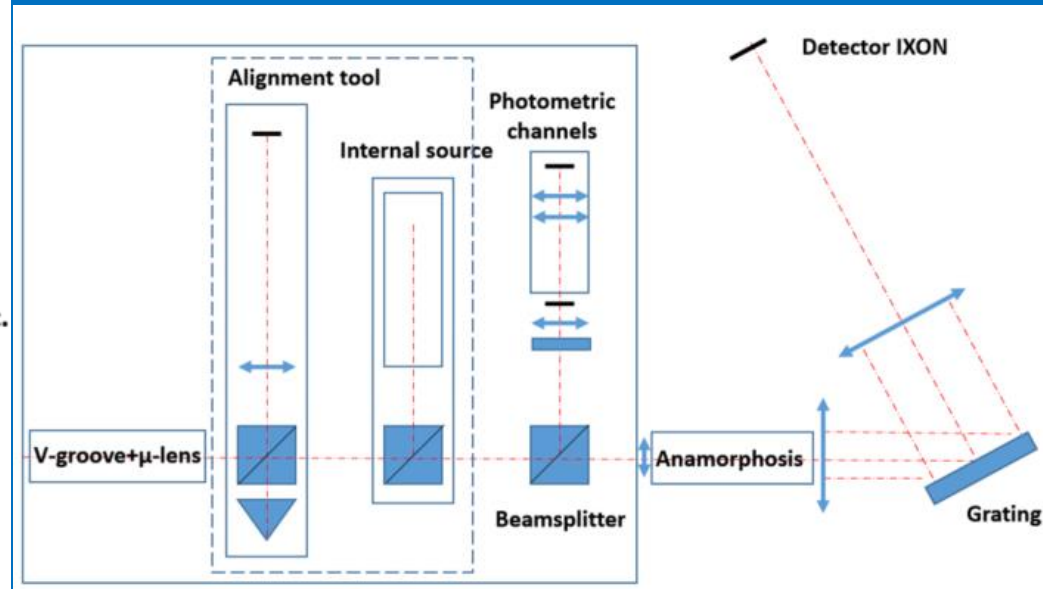 Detector IXON
Alignment tool
Photometric
channels
Internal source
V-groove+µ-lens
Anamorphosis
Beamsplitter
Grating